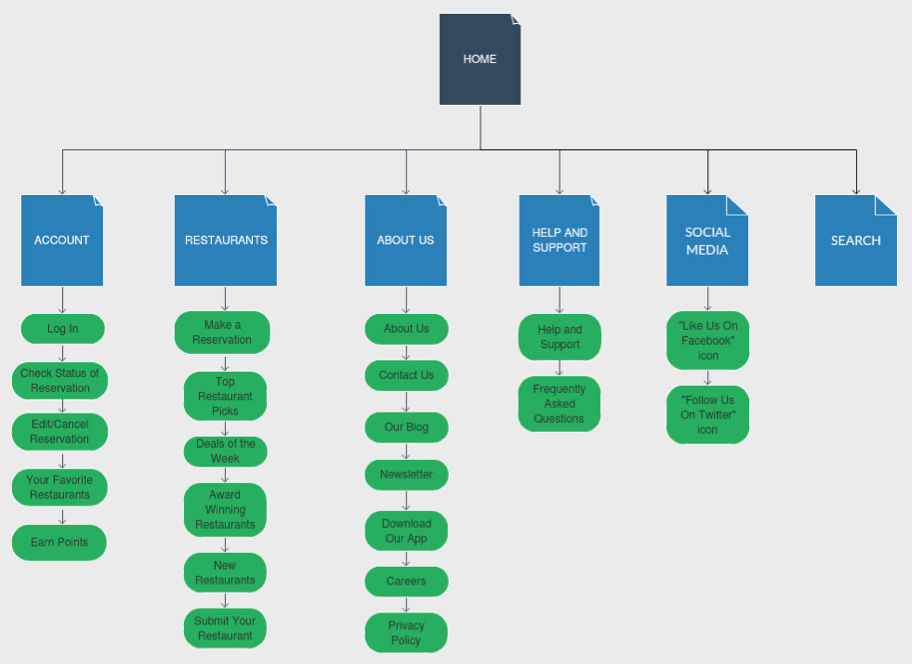 HOME
ACCOUNT
RESTAURANTS
ABOUT US
HELP AND
SUPPORT
SOCIAL
MEDIA
SEARCH
Log In
Check Status of
Reservation
Edit/Cancel
Reservation
Your Favorite
Restaurants
Earn Points
Make a
Reservation
Top
Restaurant
Picks
Deals of the
Week
Award
Winning
Restaurants
New
Restaurants
Submit Your
Restaurant
About Us
Contact Us
Our Blog
Newsletter
Download
Our App
Careers
Privacy
Policy
Help and
Support
Frequently
Asked
Questions
"Like Us On
Facebook"
icon
"Follow Us
On Twitter"
icon